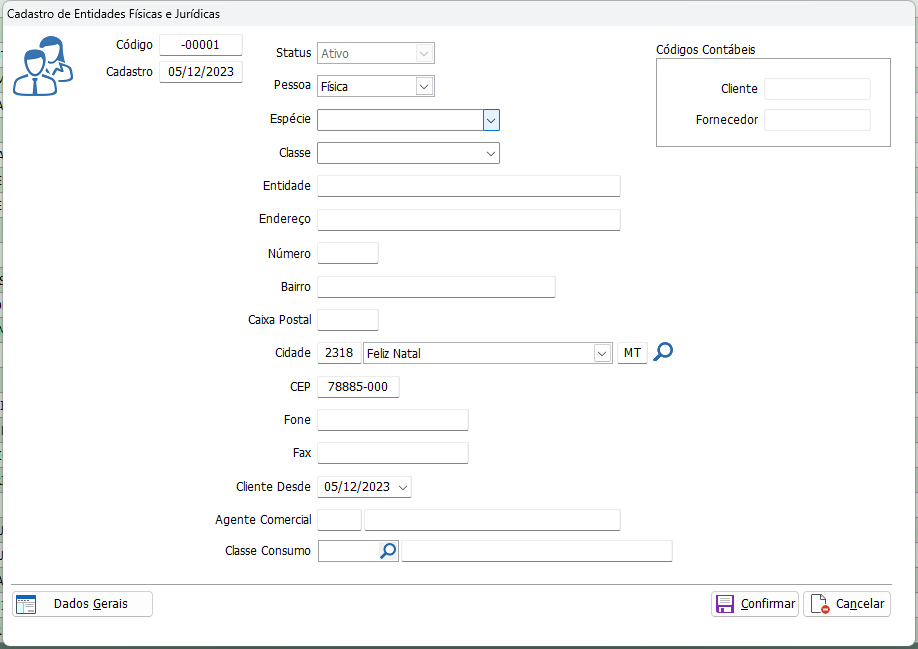 Cadastro de Entidades Físicas e Jurídicas
Código -00001
Cadastro 05/12/2023
Status Ativo
Pessoa Física
Códigos Contábeis
Cliente
Fornecedor
Espécie
Classe
Entidade
Endereço
Número
Bairro
Caixa Postal
Cidade 2318 Feliz Natal MT
CEP 78885-000
Fone
Fax
Cliente Desde 05/12/2023
Agente Comercial
Classe Consumo
Dados Gerais Confirmar Cancelar